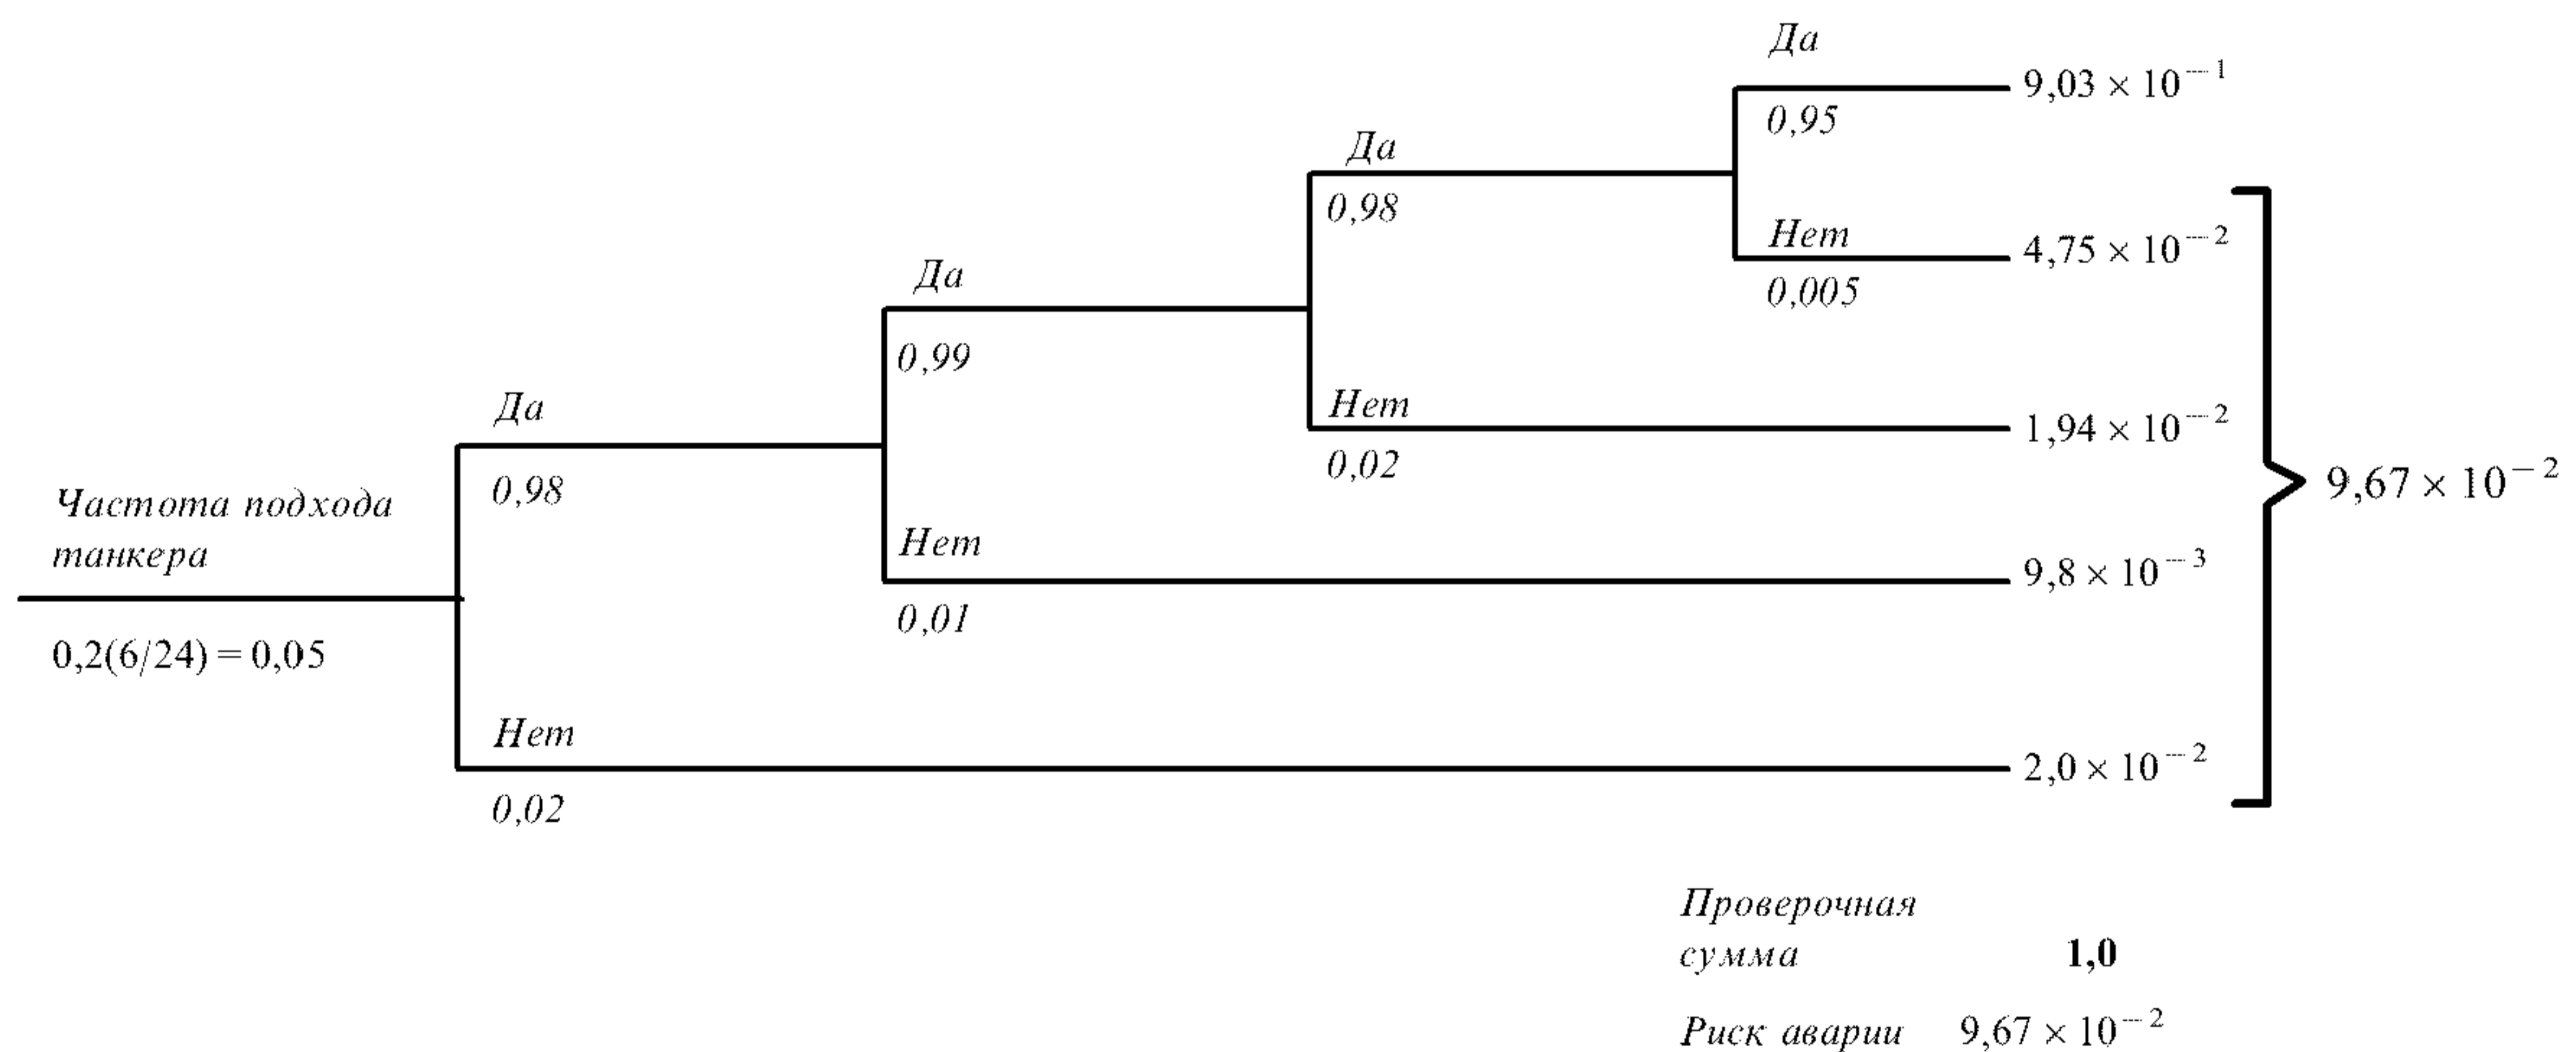 Да
9,03 × 10⁻¹
0,95
Да
0,98
Нет
4,75 × 10⁻²
0,005
Да
0,99
Нет
1,94 × 10⁻²
0,02
Да
0,98
9,67 × 10⁻²
Частота подхода
танкера
Нет
9,8 × 10⁻³
0,01
0,2(6/24) = 0,05
Нет
2,0 × 10⁻²
0,02
Проверочная
сумма 1,0
Риск аварии 9,67 × 10⁻²